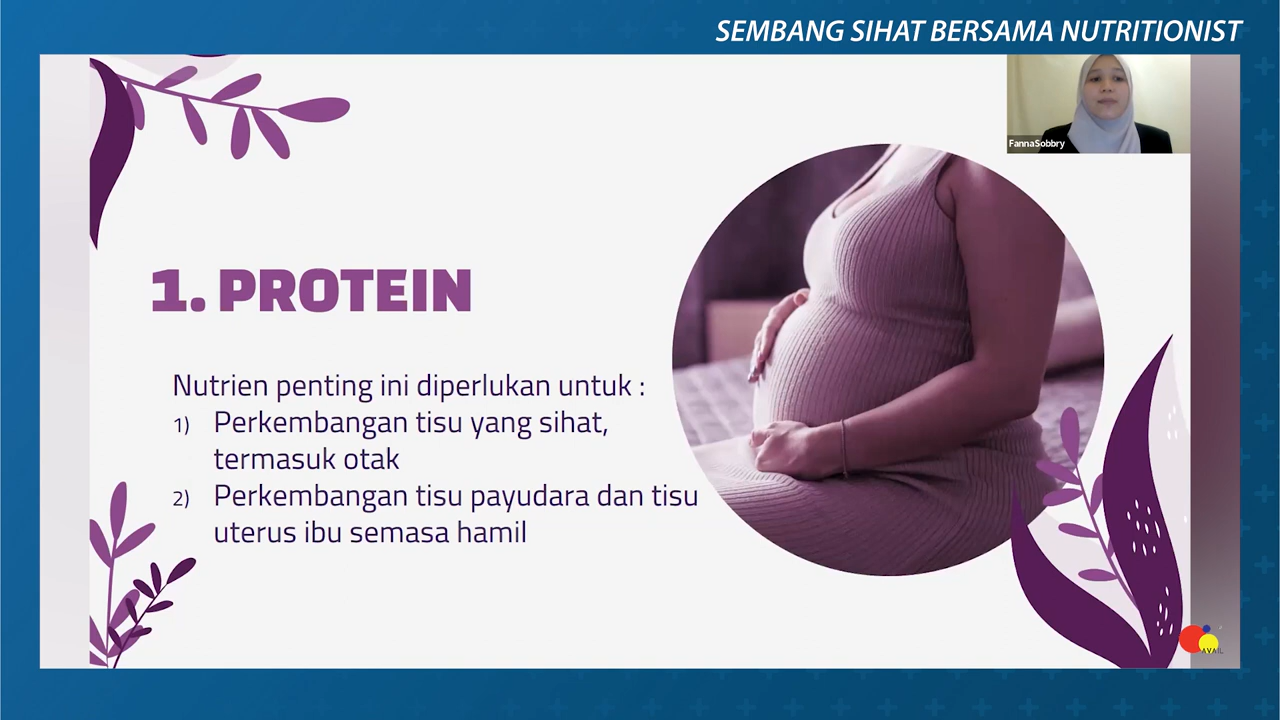 SEMBANG SIHAT BERSAMA NUTRITIONIST
FannaSobbry
1. PROTEIN
Nutrien penting ini diperlukan untuk :
1) Perkembangan tisu yang sihat,
termasuk otak
2) Perkembangan tisu payudara dan tisu
uterus ibu semasa hamil
AVAIL